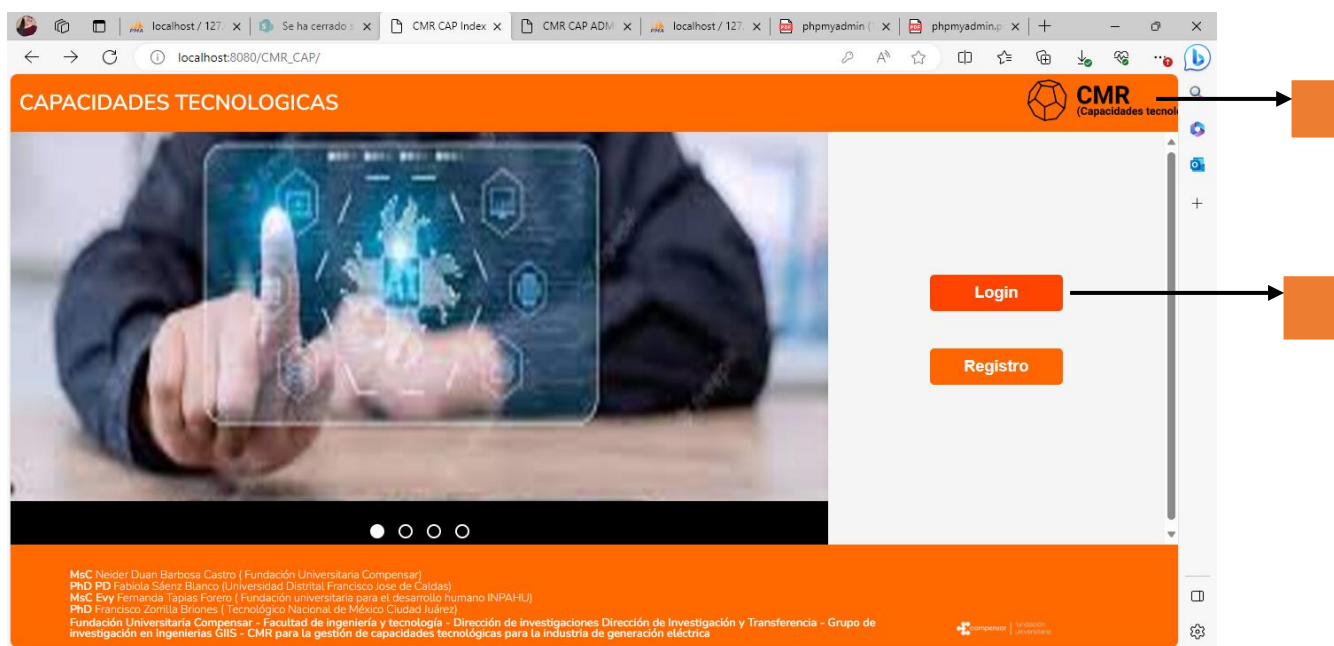 localhost / 127.
Se ha cerrado s
CMR CAP Index
CMR CAP ADM
localhost / 127.
phpmyadmin (
phpmyadmin.p
localhost:8080/CMR_CAP/
CAPACIDADES TECNOLOGICAS
CMR
(Capacidades tecnol
AI
Login
Registro
MsC Neider Duan Barbosa Castro ( Fundación Universitaria Compensar)
PhD PD Fabiola Sáenz Blanco (Universidad Distrital Francisco Jose de Caldas)
MsC Evy Fernanda Tapias Forero ( Fundación universitaria para el desarrollo humano INPAHU)
PhD Francisco Zorrilla Briones ( Tecnológico Nacional de México Ciudad Juárez)
Fundación Universitaria Compensar - Facultad de ingeniería y tecnología - Dirección de investigaciones Dirección de Investigación y Transferencia - Grupo de
investigación en Ingenierias GIIS - CMR para la gestión de capacidades tecnológicas para la industria de generación eléctrica
compensar | fundación
universitaria